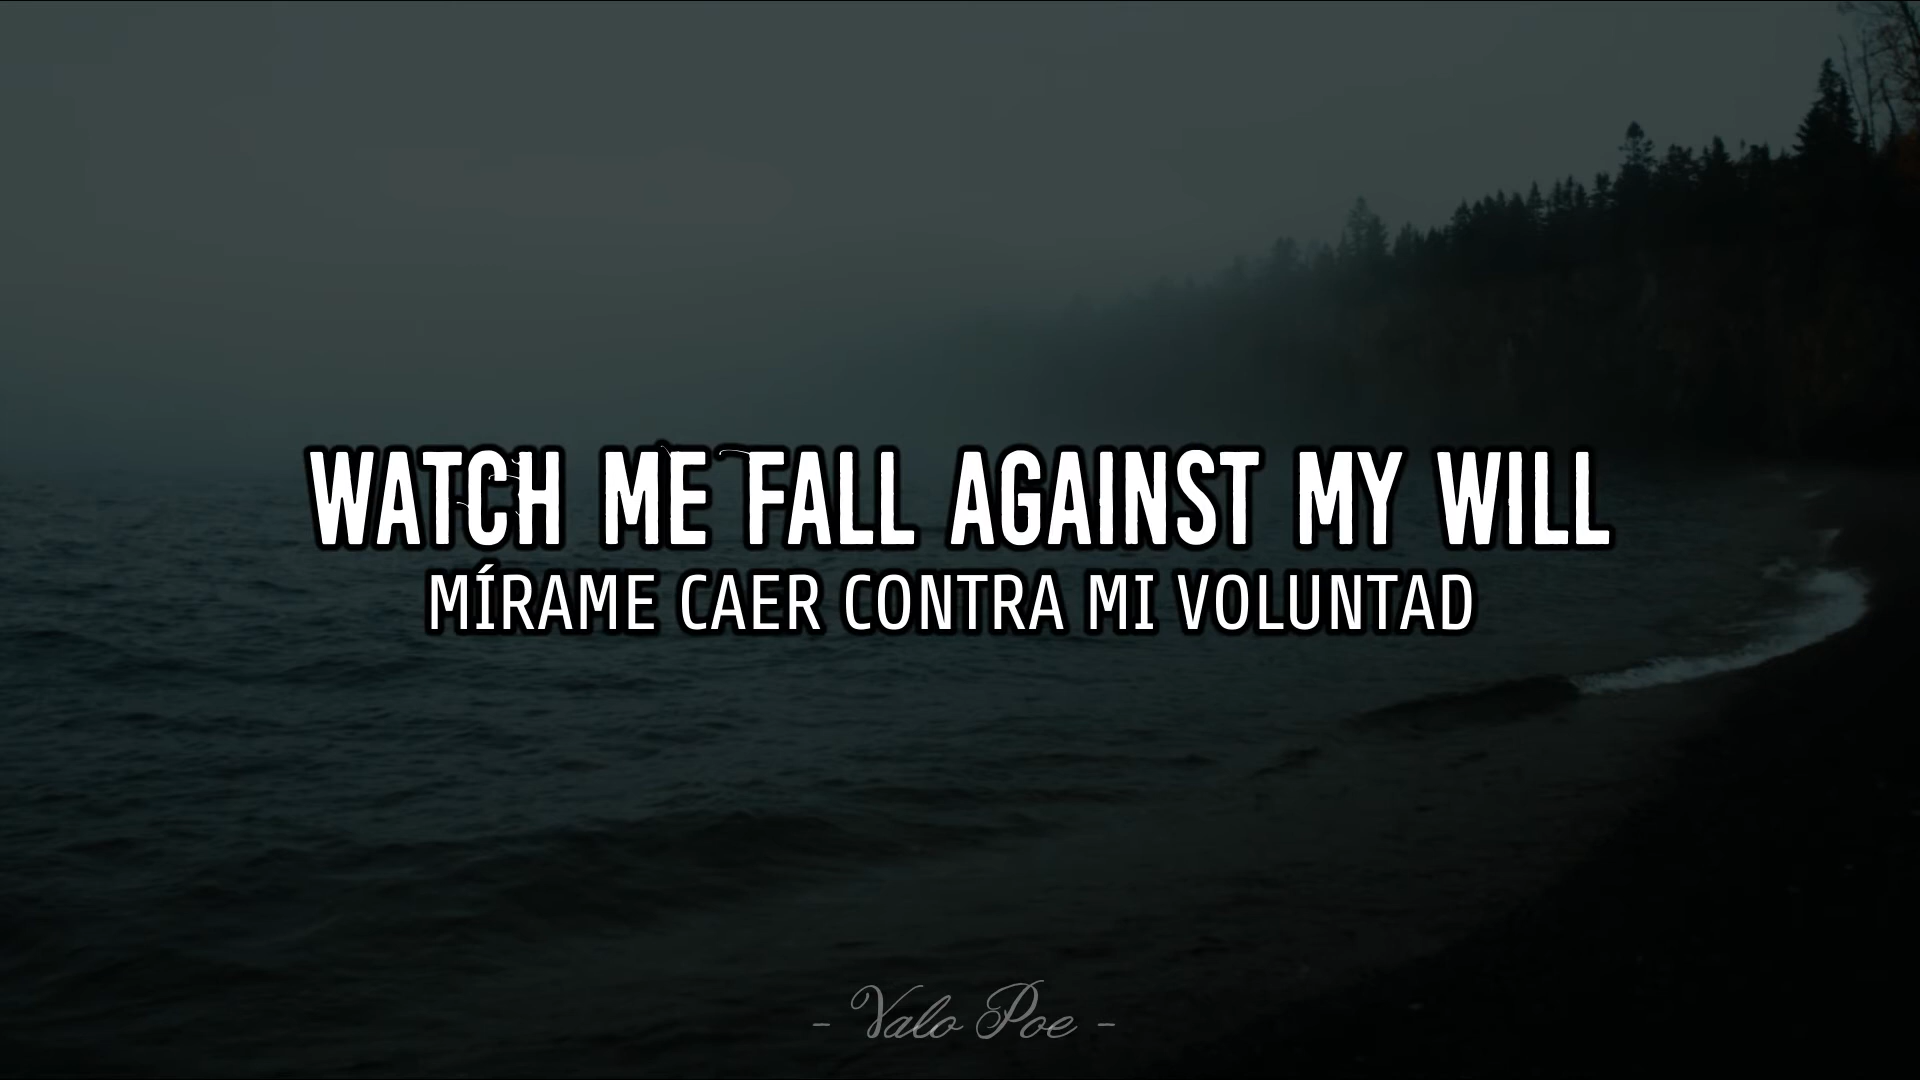 WATCH ME FALL AGAINST MY WILL
MÍRAME CAER CONTRA MI VOLUNTAD
- Valo Poe -